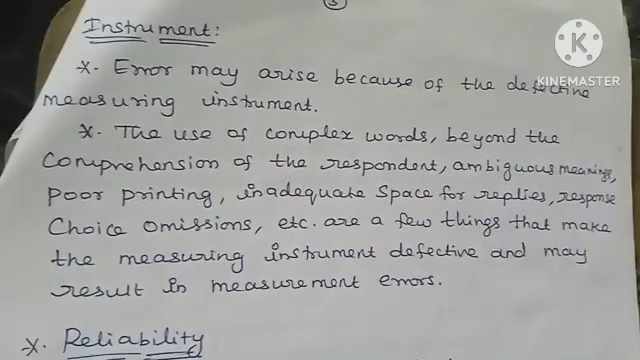 3
Instrument:
K
KINEMASTER
*. Error may arise because of the defective
measuring instrument.
*. The use of complex words, beyond the
Comprehension of the respondent, ambiguous meanings,
poor printing, inadequate space for replies, response
Choice omissions, etc. are a few things that make
the measuring instrument defective and may
result in measurement errors.
*. Reliability